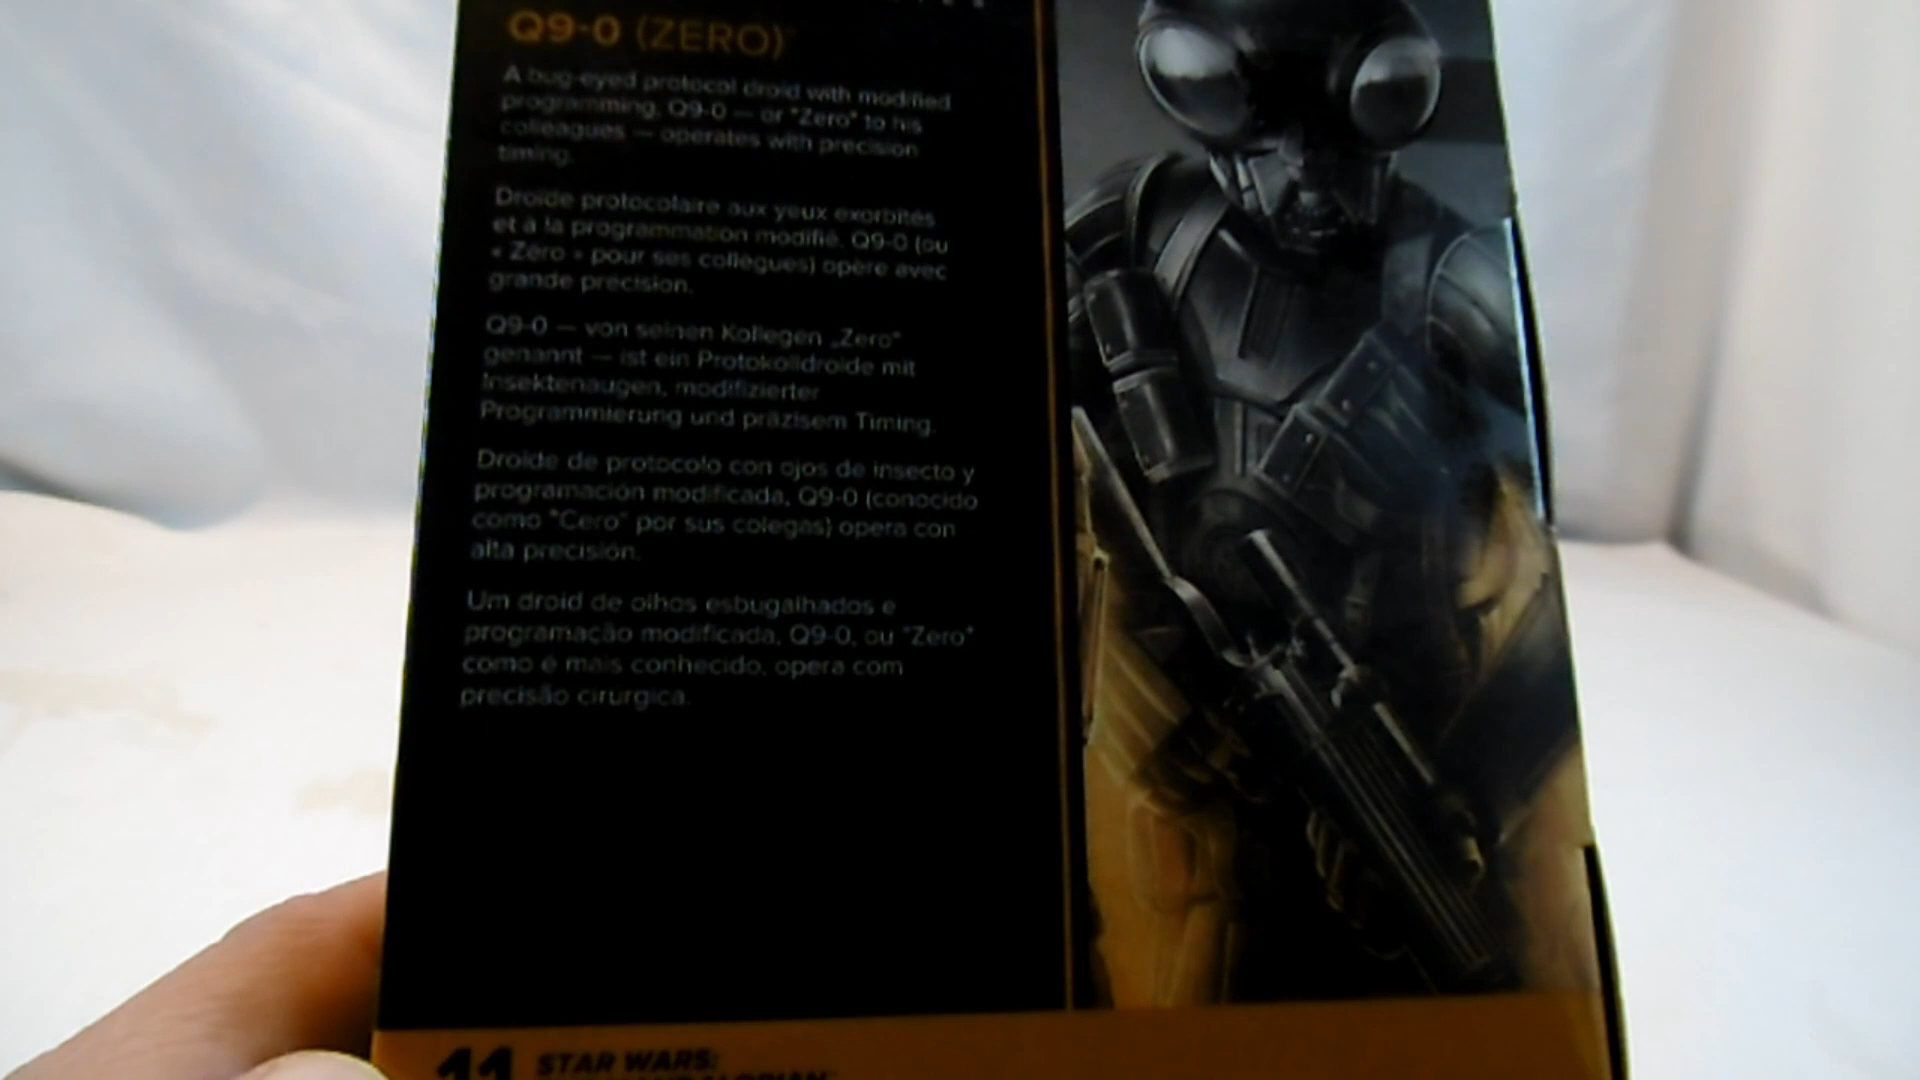 Q9-0 (ZERO)
A bug-eyed protocol droid with modified
programming, Q9-0 — or "Zero" to his
colleagues — operates with precision
timing.
Droïde protocolaire aux yeux exorbités
et à la programmation modifié, Q9-0 (ou
« Zéro » pour ses collègues) opère avec
grande précision.
Q9-0 — von seinen Kollegen „Zero"
genannt — ist ein Protokolldroide mit
Insektenaugen, modifizierter
Programmierung und präzisem Timing.
Droide de protocolo con ojos de insecto y
programación modificada, Q9-0 (conocido
como "Cero" por sus colegas) opera con
alta precisión.
Um droid de olhos esbugalhados e
programação modificada, Q9-0, ou "Zero"
como é mais conhecido, opera com
precisão cirurgica.
11 STAR WARS: